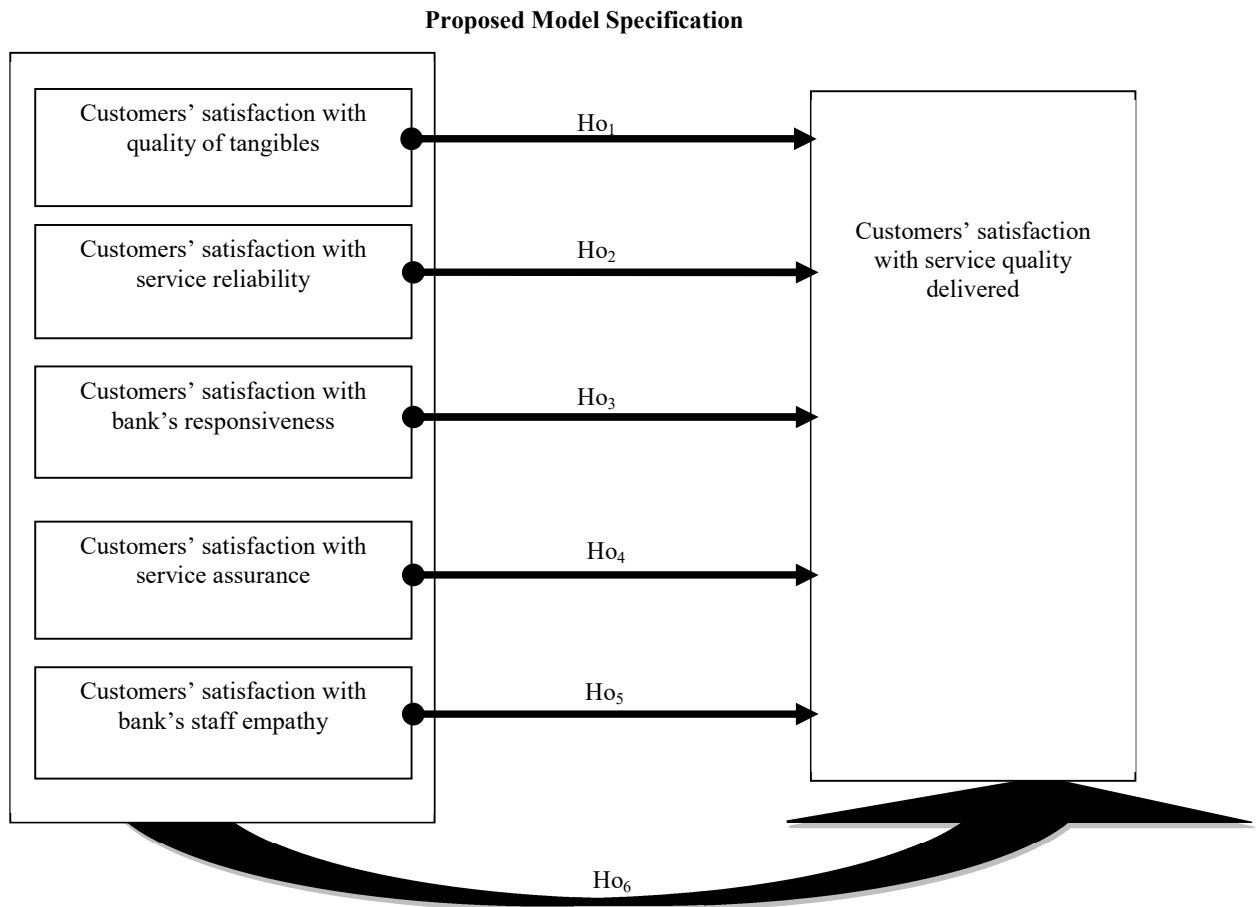 Proposed Model Specification
Customers’ satisfaction with
quality of tangibles
Ho₁
Customers’ satisfaction with
service reliability
Ho₂
Customers’ satisfaction
with service quality
delivered
Customers’ satisfaction with
bank’s responsiveness
Ho₃
Customers’ satisfaction with
service assurance
Ho₄
Customers’ satisfaction with
bank’s staff empathy
Ho₅
Ho₆